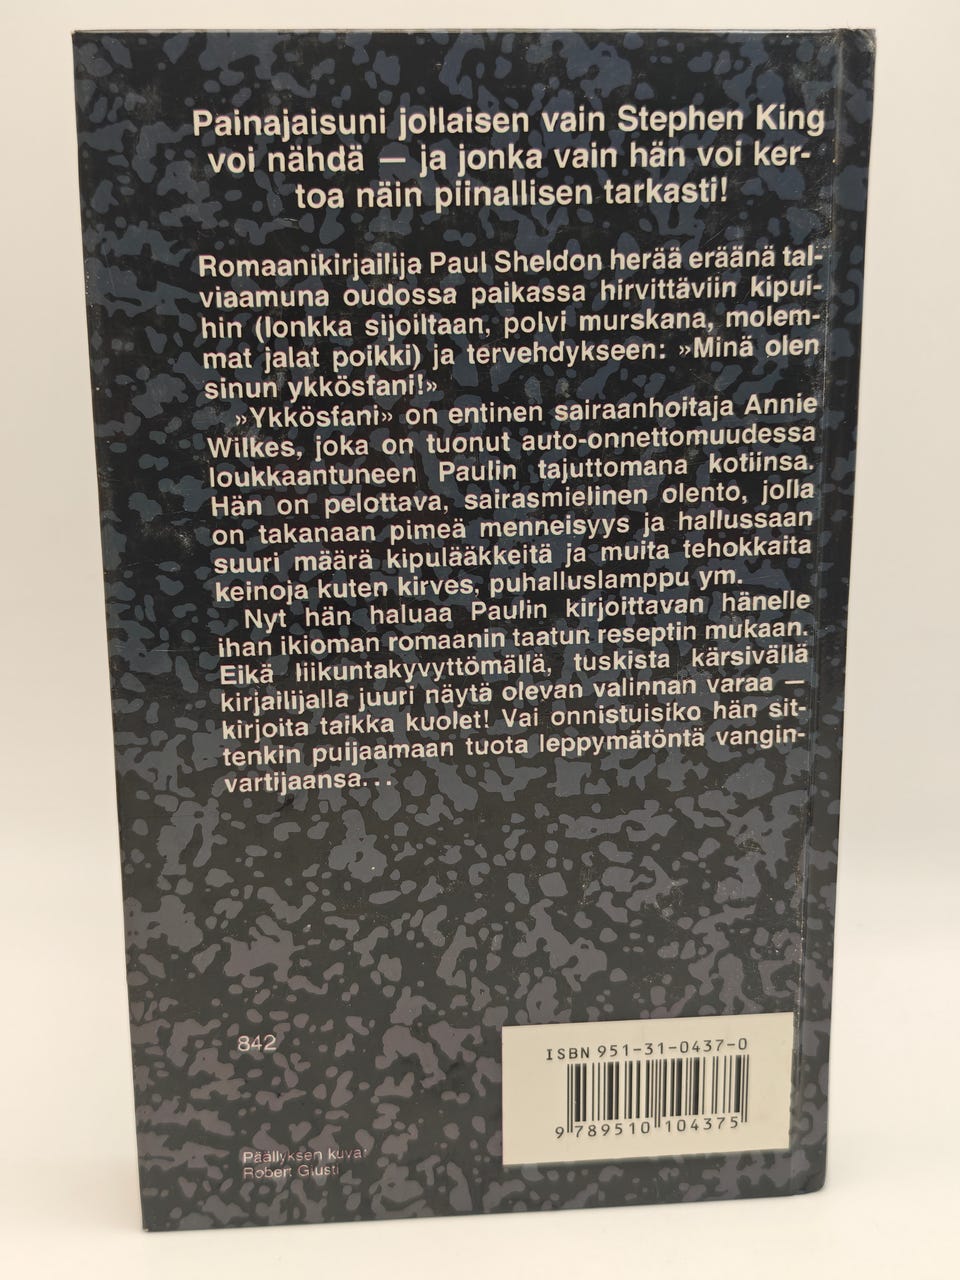 Painajaisuni jollaisen vain Stephen King
voi nähdä — ja jonka vain hän voi ker-
toa näin piinallisen tarkasti!
Romaanikirjailija Paul Sheldon herää eräänä tal-
viaamuna oudossa paikassa hirvittäviin kipui-
hin (lonkka sijoiltaan, polvi murskana, molem-
mat jalat poikki) ja tervehdykseen: »Minä olen
sinun ykkösfani!»
»Ykkösfani» on entinen sairaanhoitaja Annie
Wilkes, joka on tuonut auto-onnettomuudessa
loukkaantuneen Paulin tajuttomana kotiinsa.
Hän on pelottava, sairasmielinen olento, jolla
on takanaan pimeä menneisyys ja hallussaan
suuri määrä kipulääkkeitä ja muita tehokkaita
keinoja kuten kirves, puhalluslamppu ym.
Nyt hän haluaa Paulin kirjoittavan hänelle
ihan ikioman romaanin taatun reseptin mukaan.
Eikä liikuntakyvyttömällä, tuskista kärsivällä
kirjailijalla juuri näytä olevan valinnan varaa —
kirjoita taikka kuolet! Vai onnistuisiko hän sit-
tenkin puijaamaan tuota leppymätöntä vangin-
vartijaansa...
842
ISBN 951-31-0437-0
9 789510 104375
Päällyksen kuva:
Robert Giusti